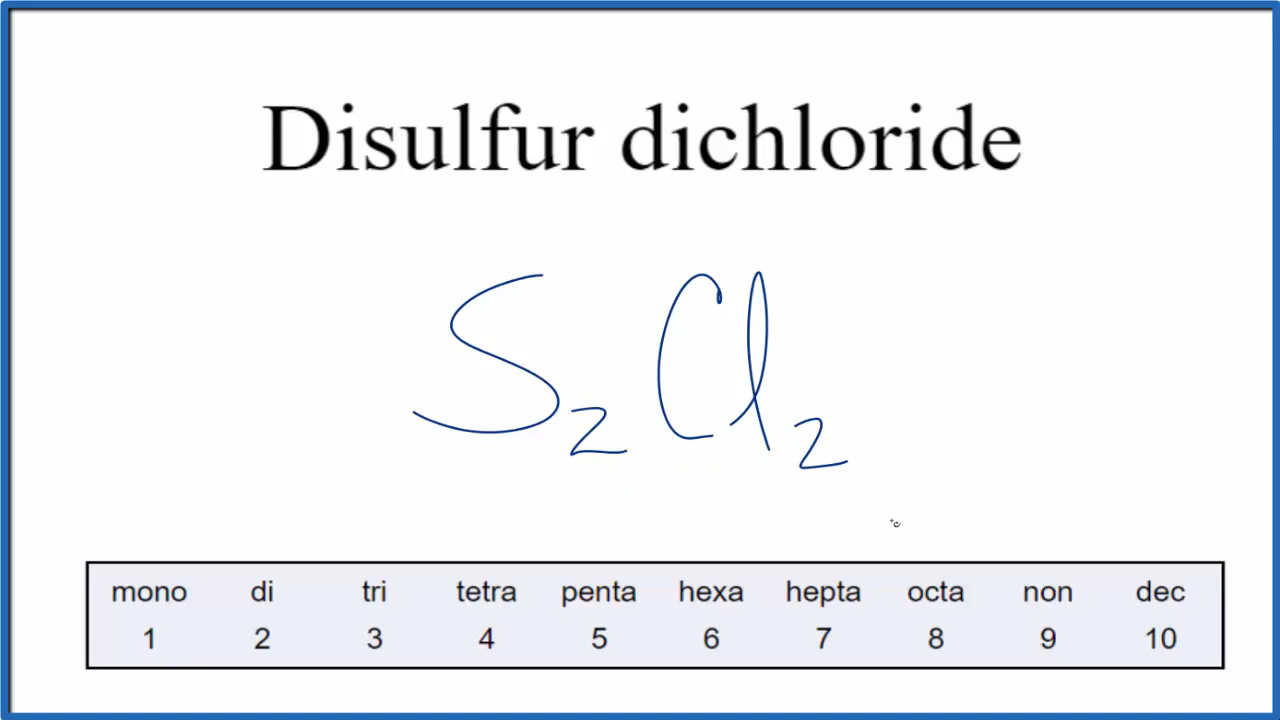 Disulfur dichloride
S₂Cl₂
mono di tri tetra penta hexa hepta octa non dec
1 2 3 4 5 6 7 8 9 10